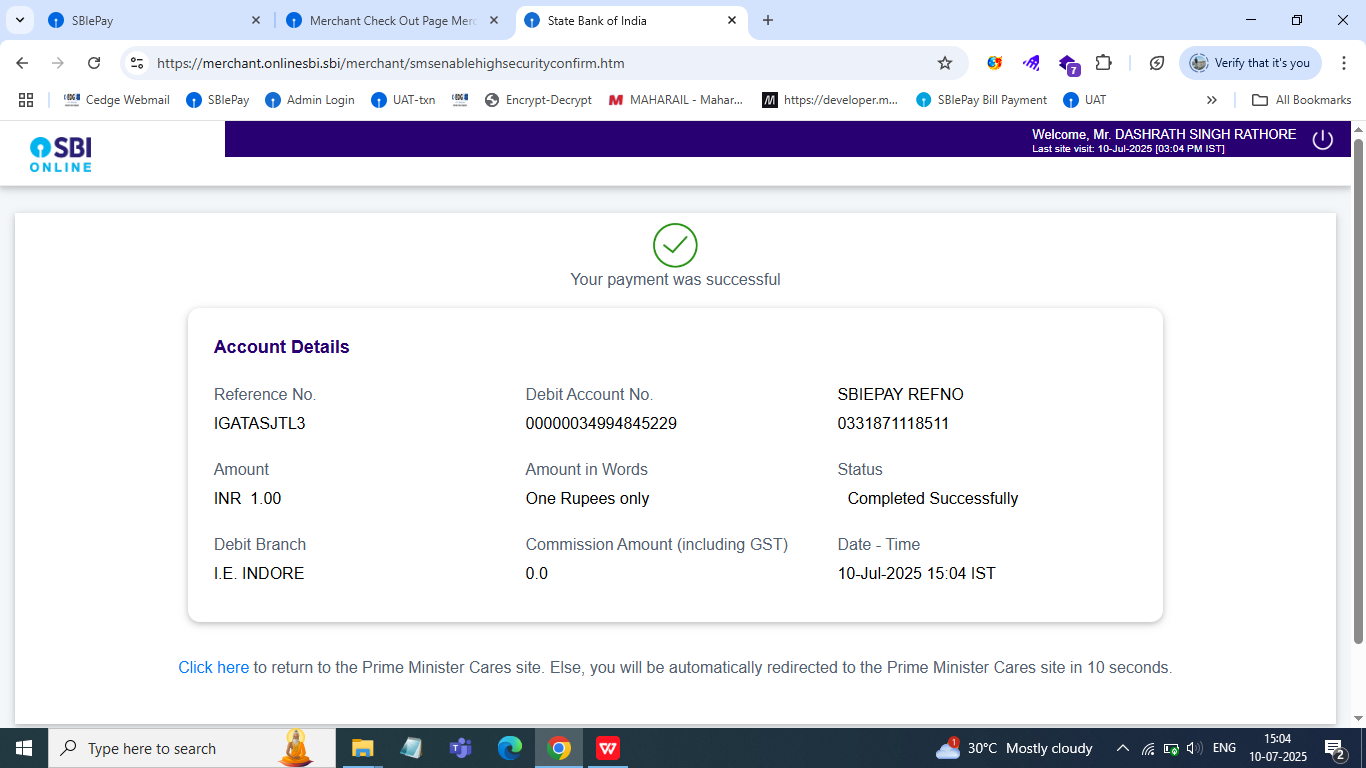 SBIePay
Merchant Check Out Page Merc
State Bank of India
https://merchant.onlinesbi.sbi/merchant/smsenablehighsecurityconfirm.htm
7
Verify that it's you
Cedge Webmail
SBIePay
Admin Login
UAT-txn
Encrypt-Decrypt
MAHARAIL - Mahar...
https://developer.m...
SBIePay Bill Payment
UAT
All Bookmarks
SBI
ONLINE
Welcome, Mr. DASHRATH SINGH RATHORE
Last site visit: 10-Jul-2025 [03:04 PM IST]
Your payment was successful
Account Details
Reference No. Debit Account No. SBIEPAY REFNO
IGATASJTL3 00000034994845229 0331871118511
Amount Amount in Words Status
INR 1.00 One Rupees only Completed Successfully
Debit Branch Commission Amount (including GST) Date - Time
I.E. INDORE 0.0 10-Jul-2025 15:04 IST
Click here to return to the Prime Minister Cares site. Else, you will be automatically redirected to the Prime Minister Cares site in 10 seconds.
Type here to search
1
30°C Mostly cloudy
ENG
15:04
10-07-2025
2